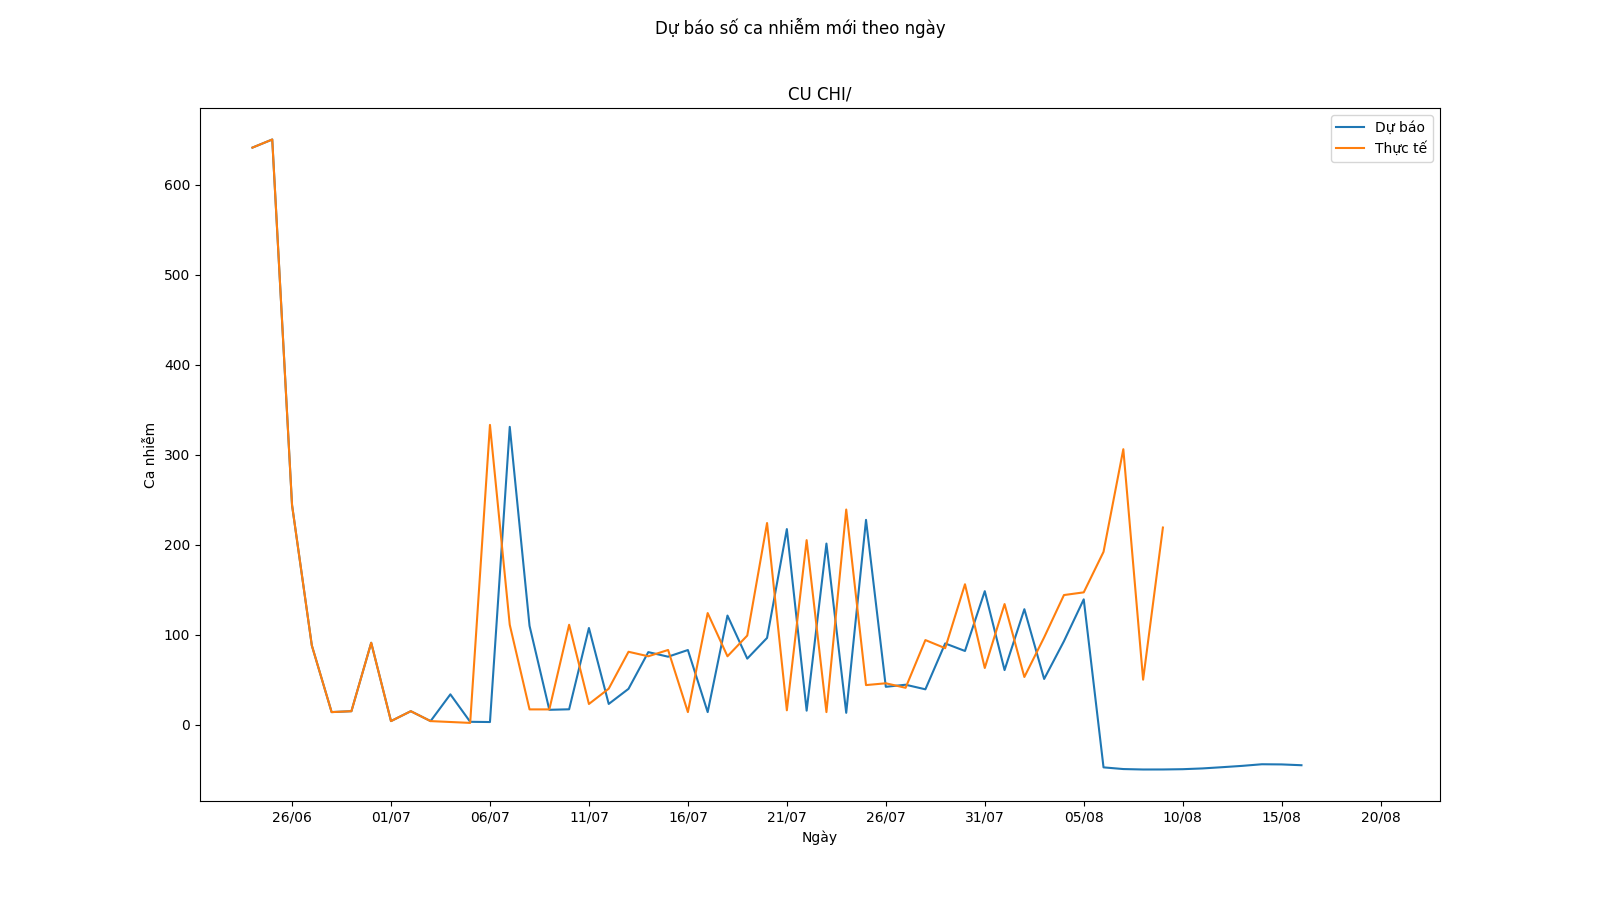 Dự báo số ca nhiễm mới theo ngày
CU CHI/
Dự báo
Thực tế
600
500
400
300
200
100
0
Ca nhiễm
26/06 01/07 06/07 11/07 16/07 21/07 26/07 31/07 05/08 10/08 15/08 20/08
Ngày